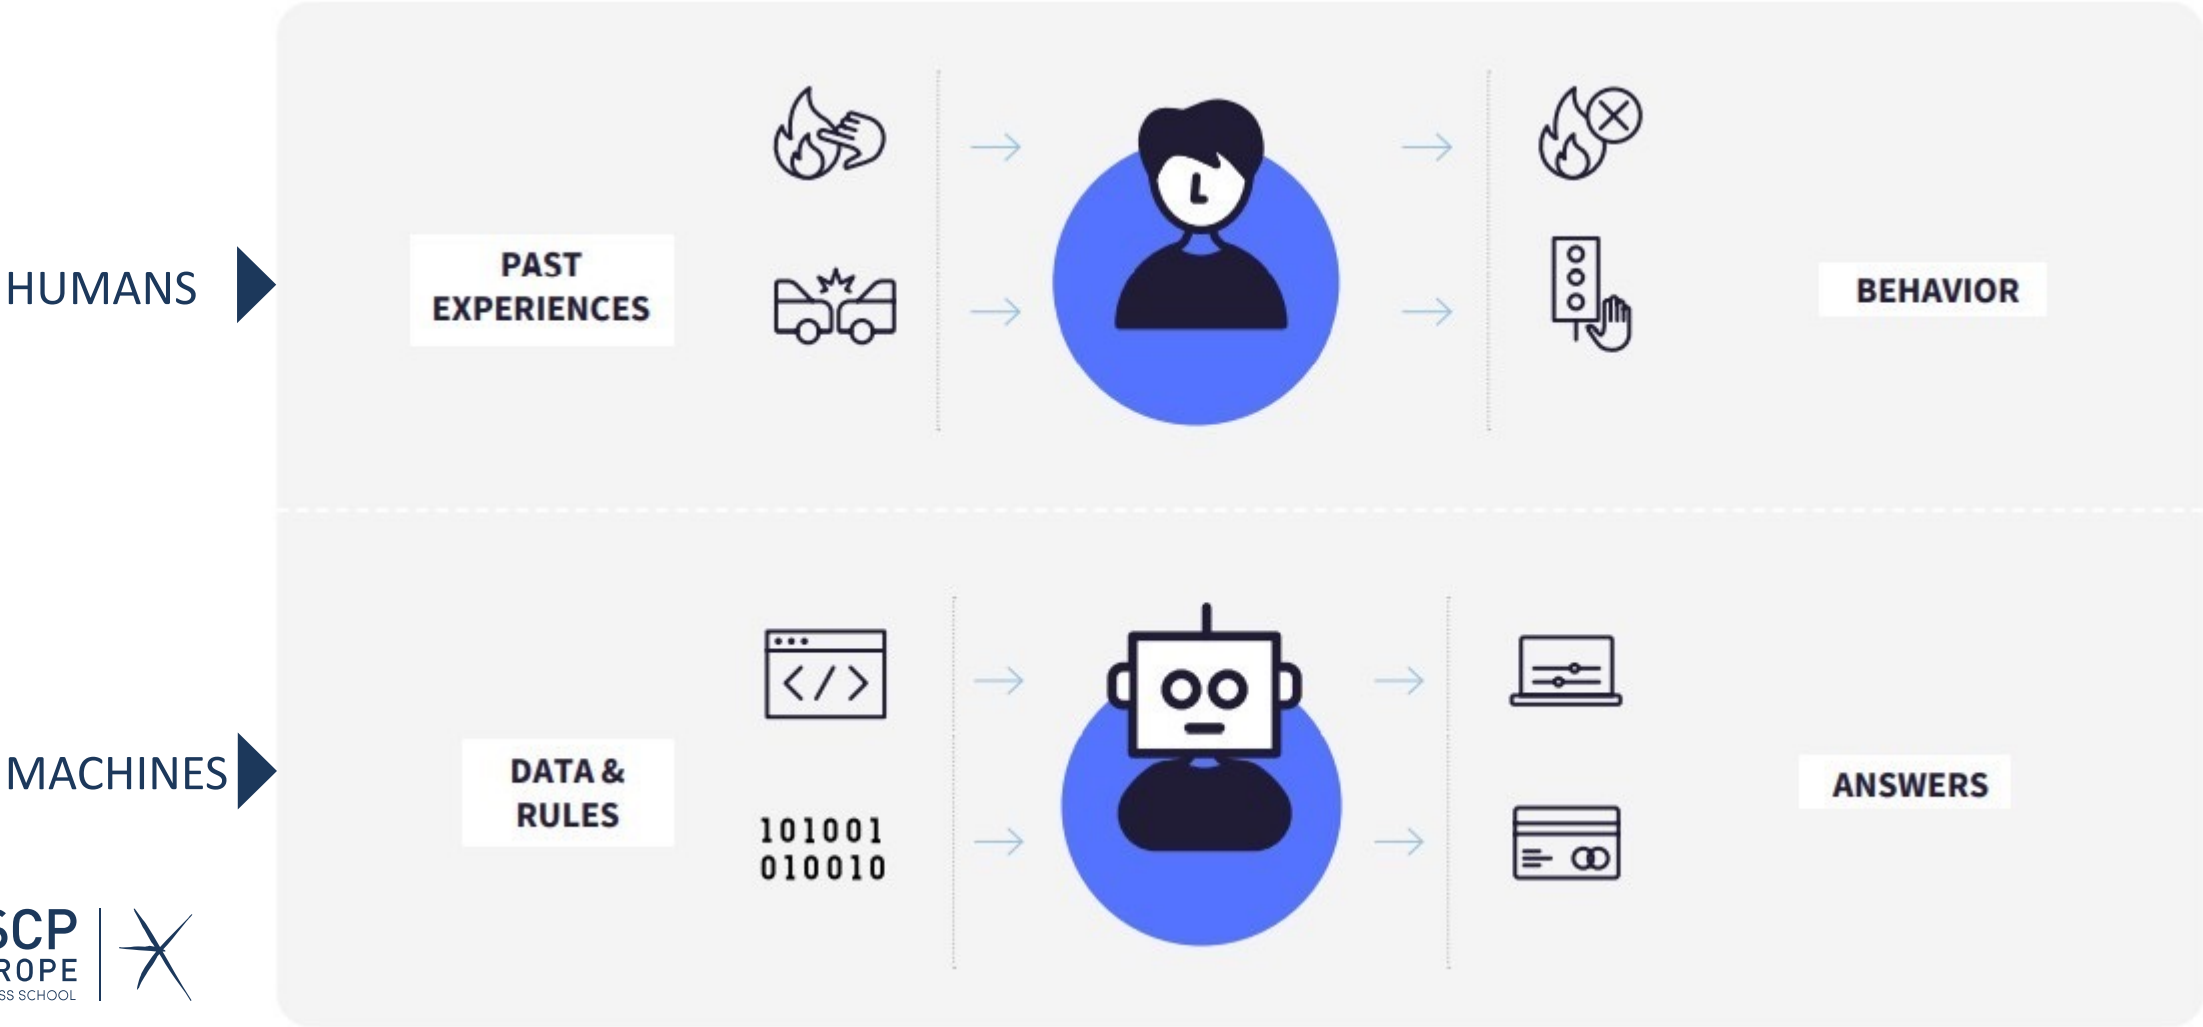 HUMANS
PAST
EXPERIENCES
BEHAVIOR
MACHINES
</>
DATA &
RULES
101001
010010
ANSWERS
SCP
ROPE
SS SCHOOL